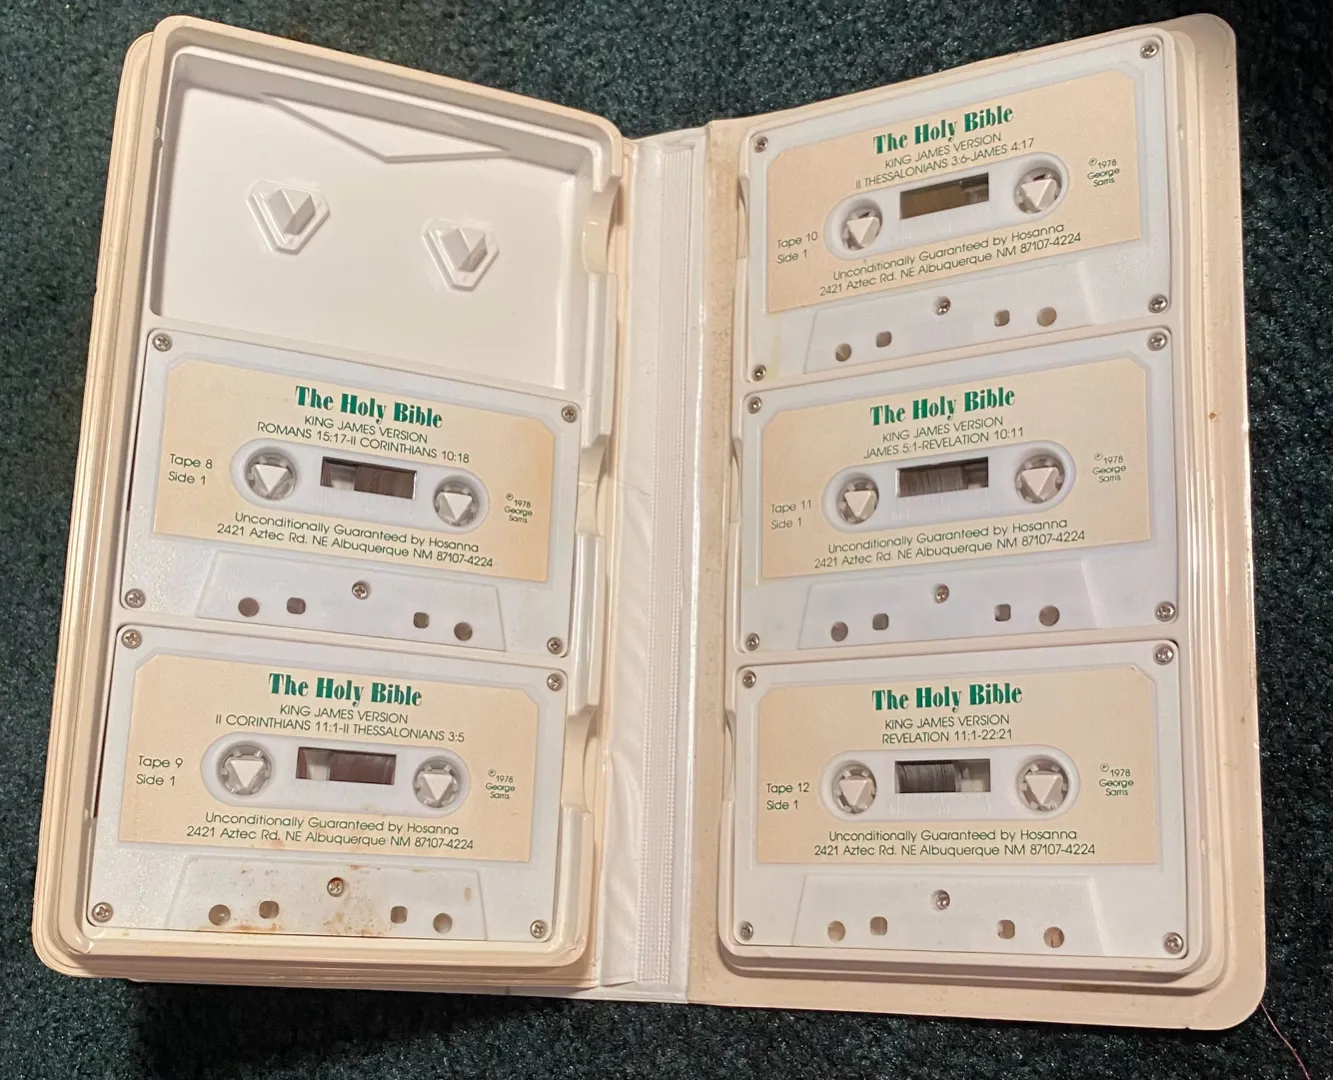 The Holy Bible
KING JAMES VERSION
ROMANS 15:17-II CORINTHIANS 10:18
Tape 8
Side 1
℗1978
George
Sarris
Unconditionally Guaranteed by Hosanna
2421 Aztec Rd. NE Albuquerque NM 87107-4224
The Holy Bible
KING JAMES VERSION
II CORINTHIANS 11:1-II THESSALONIANS 3:5
Tape 9
Side 1
℗1978
George
Sarris
Unconditionally Guaranteed by Hosanna
2421 Aztec Rd. NE Albuquerque NM 87107-4224
The Holy Bible
KING JAMES VERSION
II THESSALONIANS 3:6-JAMES 4:17
℗1978
George
Sarris
Tape 10
Side 1
Unconditionally Guaranteed by Hosanna
2421 Aztec Rd. NE Albuquerque NM 87107-4224
The Holy Bible
KING JAMES VERSION
JAMES 5:1-REVELATION 10:11
℗1978
George
Sarris
Tape 11
Side 1
Unconditionally Guaranteed by Hosanna
2421 Aztec Rd. NE Albuquerque NM 87107-4224
The Holy Bible
KING JAMES VERSION
REVELATION 11:1-22:21
℗1978
George
Sarris
Tape 12
Side 1
Unconditionally Guaranteed by Hosanna
2421 Aztec Rd. NE Albuquerque NM 87107-4224